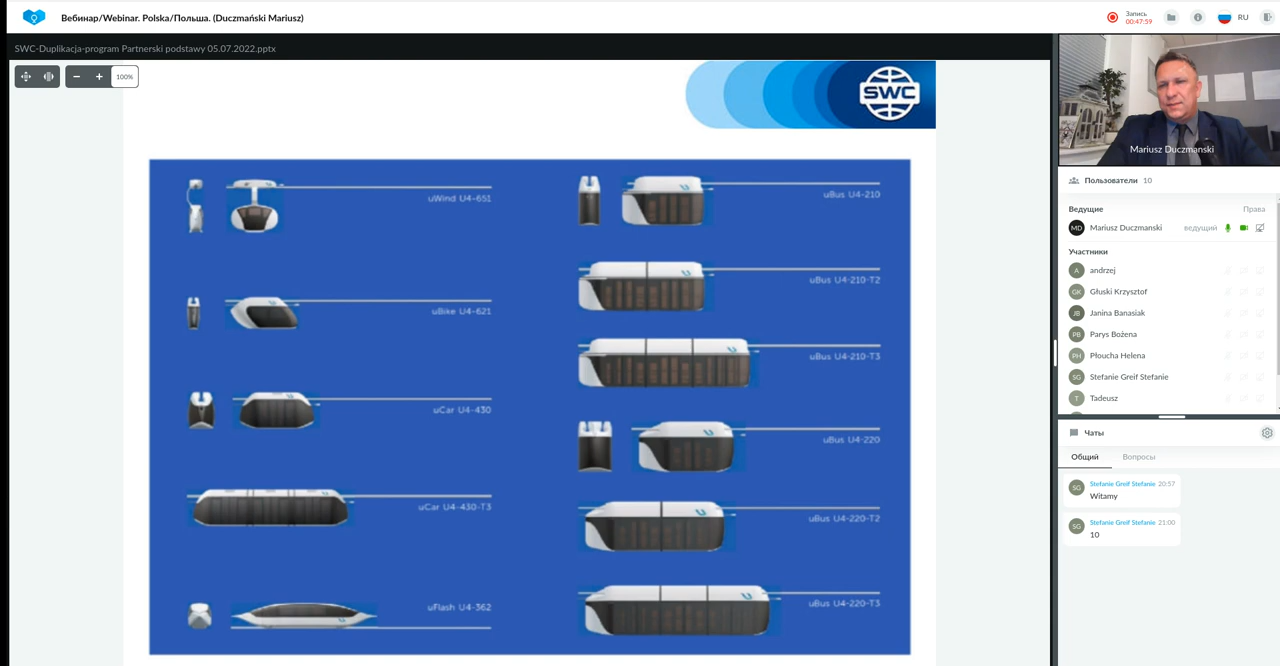 Вебинар/Webinar. Polska/Польша. (Duczmański Mariusz)
Запись
00:47:59
RU
SWC-Duplikacja-program Partnerski podstawy 05.07.2022.pptx
100%
SWC
uWind U4-651
uBike U4-621
uCar U4-430
uCar U4-430-T3
uFlash U4-362
uBus U4-210
uBus U4-210-T2
uBus U4-210-T3
uBus U4-220
uBus U4-220-T2
uBus U4-220-T3
Mariusz Duczmanski
Пользователи 10
Ведущие Права
MD Mariusz Duczmanski ведущий
Участники
A andrzej
GK Głuski Krzysztof
JB Janina Banasiak
PB Parys Bożena
PH Płoucha Helena
SG Stefanie Greif Stefanie
T Tadeusz
Чаты
Общий Вопросы
SG Stefanie Greif Stefanie 20:57
Witamy
SG Stefanie Greif Stefanie 21:00
10